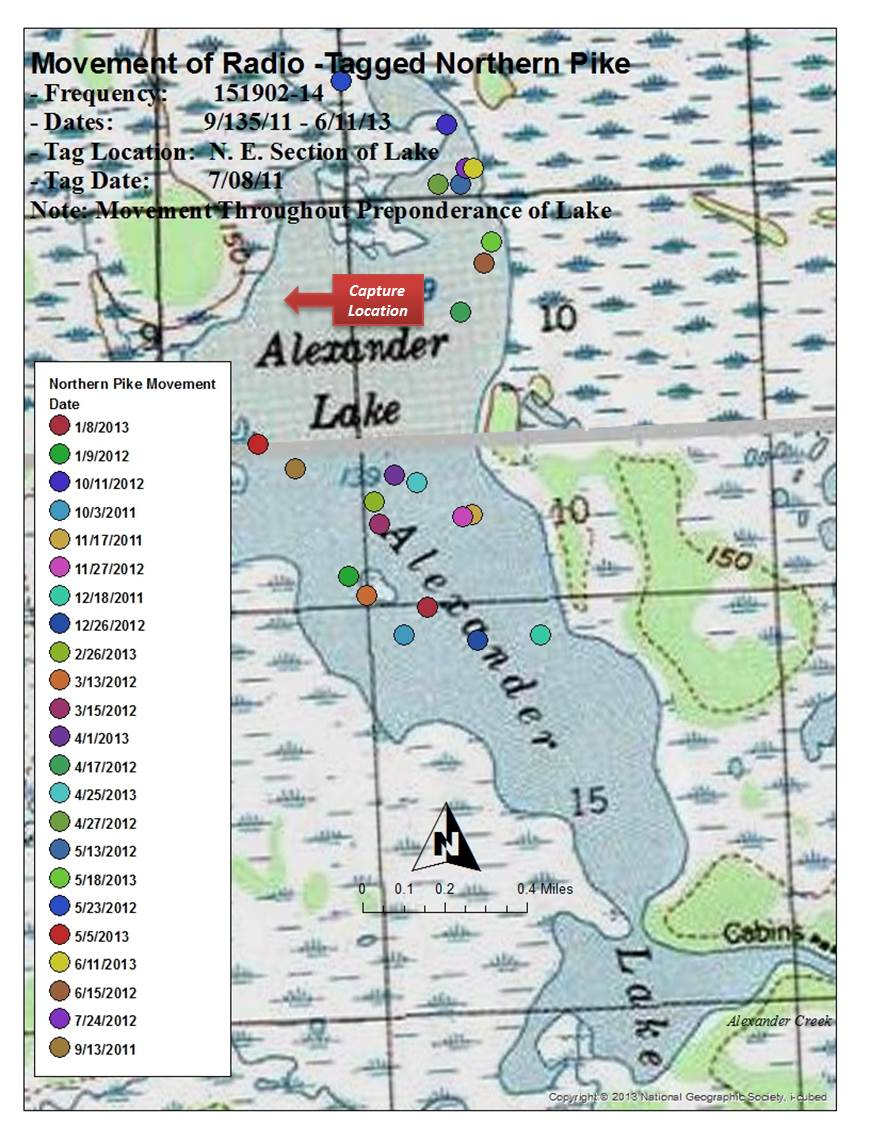 Movement of Radio -Tagged Northern Pike
- Frequency: 151902-14
- Dates: 9/135/11 - 6/11/13
- Tag Location: N. E. Section of Lake
- Tag Date: 7/08/11
Note: Movement Throughout Preponderance of Lake
150
Capture
Location
9
10
Alexander
Lake
Northern Pike Movement
Date
1/8/2013
1/9/2012
10/11/2012
10/3/2011
11/17/2011
11/27/2012
12/18/2011
12/26/2012
2/26/2013
3/13/2012
3/15/2012
4/1/2013
4/17/2012
4/25/2013
4/27/2012
5/13/2012
5/18/2013
5/23/2012
5/5/2013
6/11/2013
6/15/2012
7/24/2012
9/13/2011
139
10
150
Alexander
15
N
0 0.1 0.2 0.4 Miles
Cabins
Lake
Alexander Creek
Copyright:© 2013 National Geographic Society, i-cubed